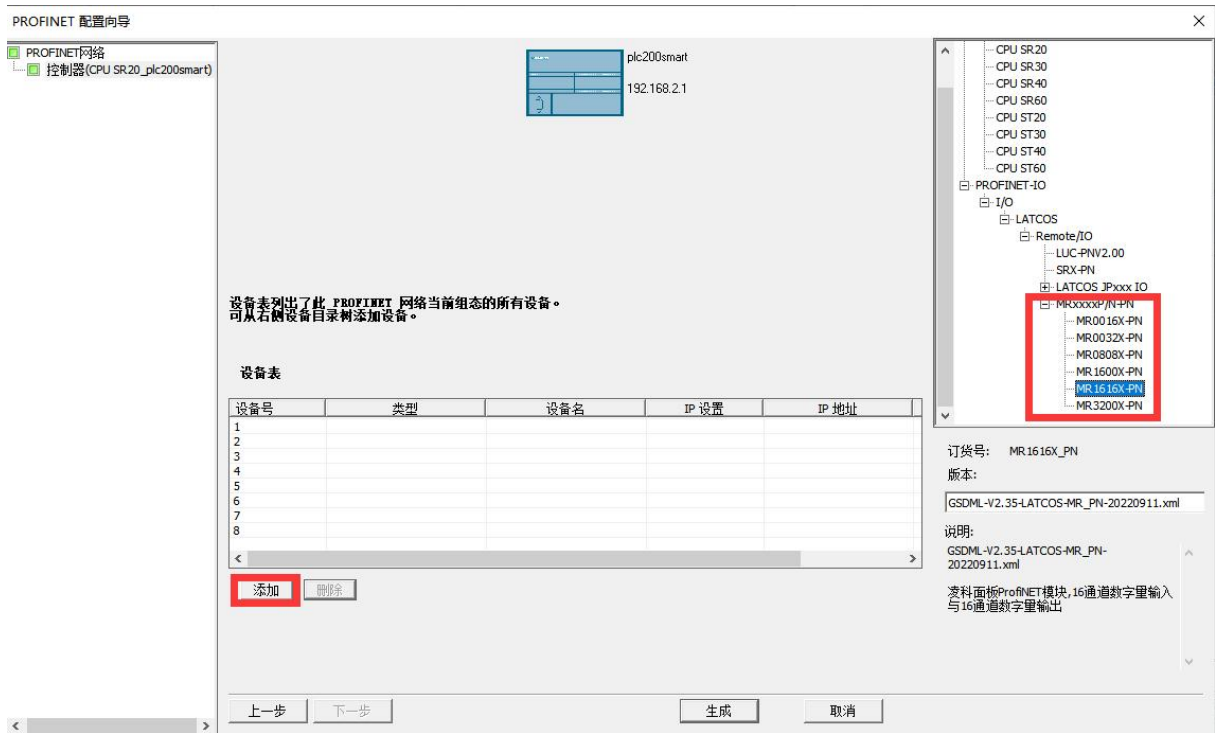 PROFINET 配置向导
PROFINET网络
控制器(CPU SR20_plc200smart)
plc200smart
192.168.2.1
设备表列出了此 PROFINET 网络当前组态的所有设备。
可从右侧设备目录树添加设备。
设备表
设备号 类型 设备名 IP 设置 IP 地址
1
2
3
4
5
6
7
8
添加 删除
上一步 下一步 生成 取消
CPU SR20
CPU SR30
CPU SR40
CPU SR60
CPU ST20
CPU ST30
CPU ST40
CPU ST60
PROFINET-IO
I/O
LATCOS
Remote/IO
LUC-PNV2.00
SRX-PN
LATCOS JPxxx IO
MRxxxxP/N-PN
MR0016X-PN
MR0032X-PN
MR0808X-PN
MR1600X-PN
MR1616X-PN
MR3200X-PN
订货号: MR1616X_PN
版本:
GSDML-V2.35-LATCOS-MR_PN-20220911.xml
说明:
GSDML-V2.35-LATCOS-MR_PN-
20220911.xml
凌科面板ProfiNET模块,16通道数字量输入
与16通道数字量输出